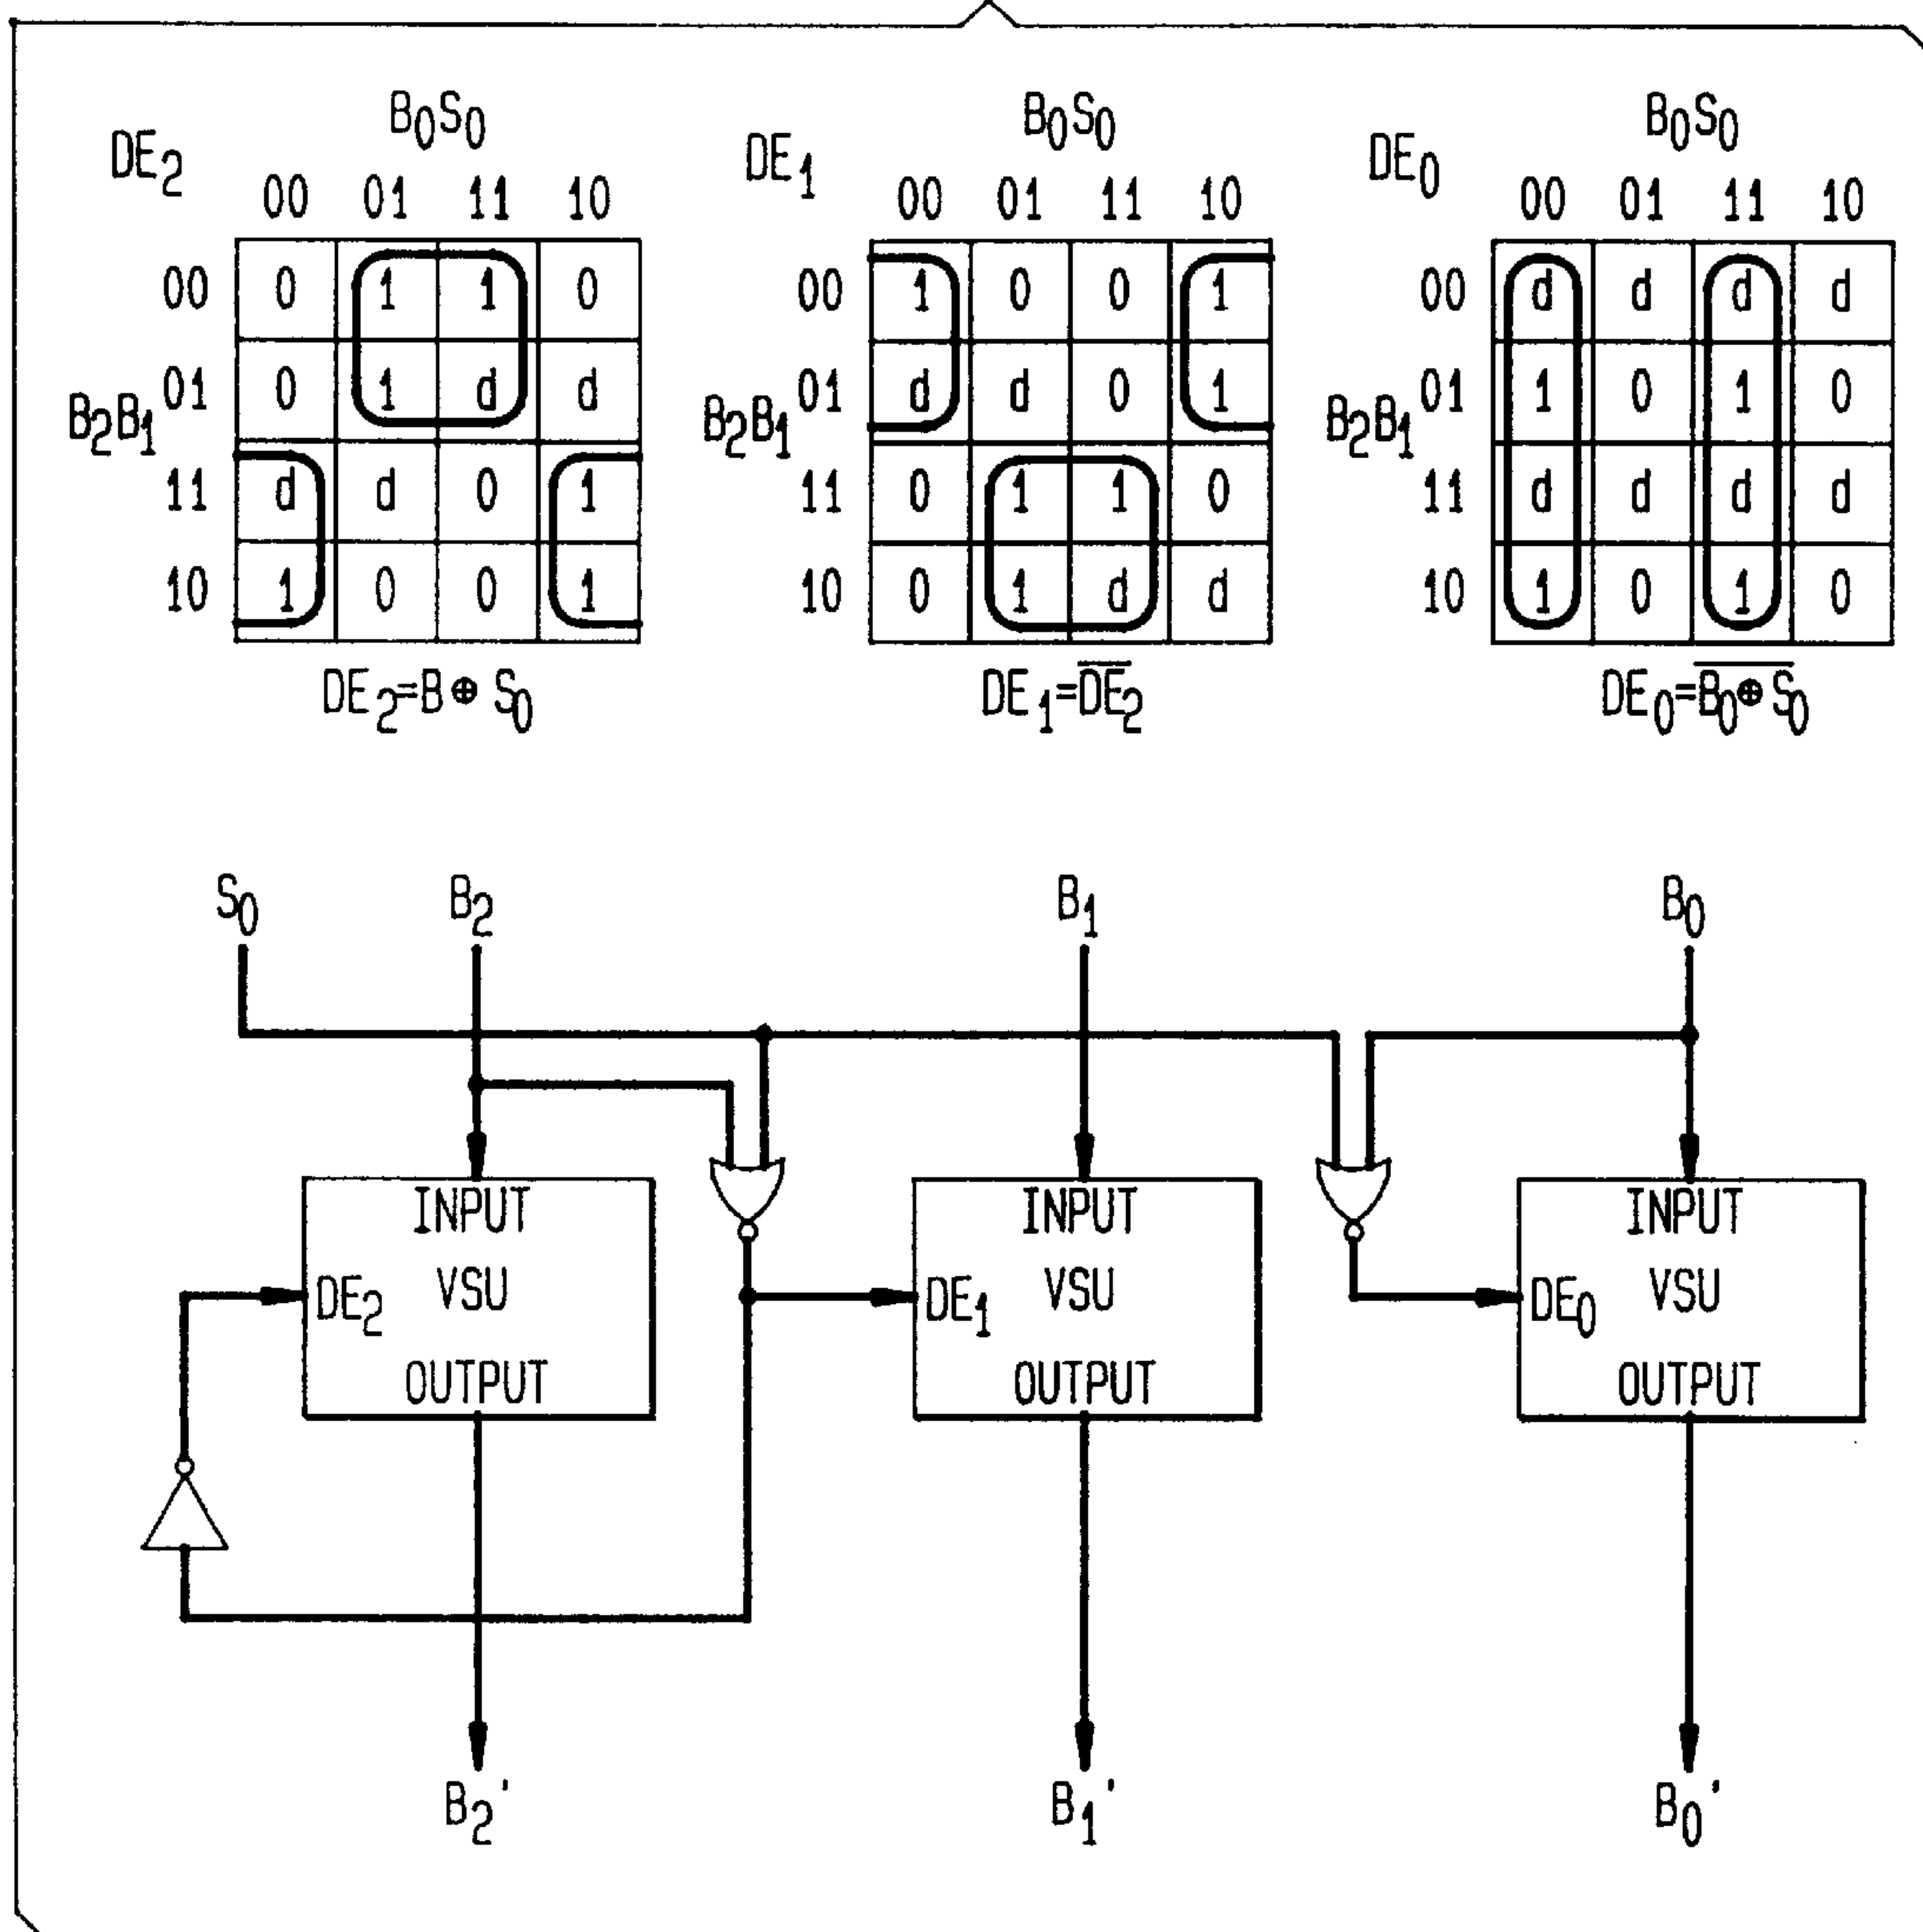 DE2 B0S0
00 01 11 10
00 0 1 1 0
01 0 1 d d
B2B1
11 d d 0 1
10 1 0 0 1
DE2=B⊕S0
DE1 B0S0
00 01 11 10
00 1 0 0 1
01 d d 0 1
B2B1
11 0 1 1 0
10 0 1 d d
DE1=D̅E̅2̅
DE0 B0S0
00 01 11 10
00 d d d d
01 1 0 1 0
B2B1
11 d d d d
10 1 0 1 0
DE0=B̅0̅⊕̅S̅0̅
S0 B2 B1 B0
INPUT INPUT INPUT
DE2 VSU DE1 VSU DE0 VSU
OUTPUT OUTPUT OUTPUT
B2' B1' B0'